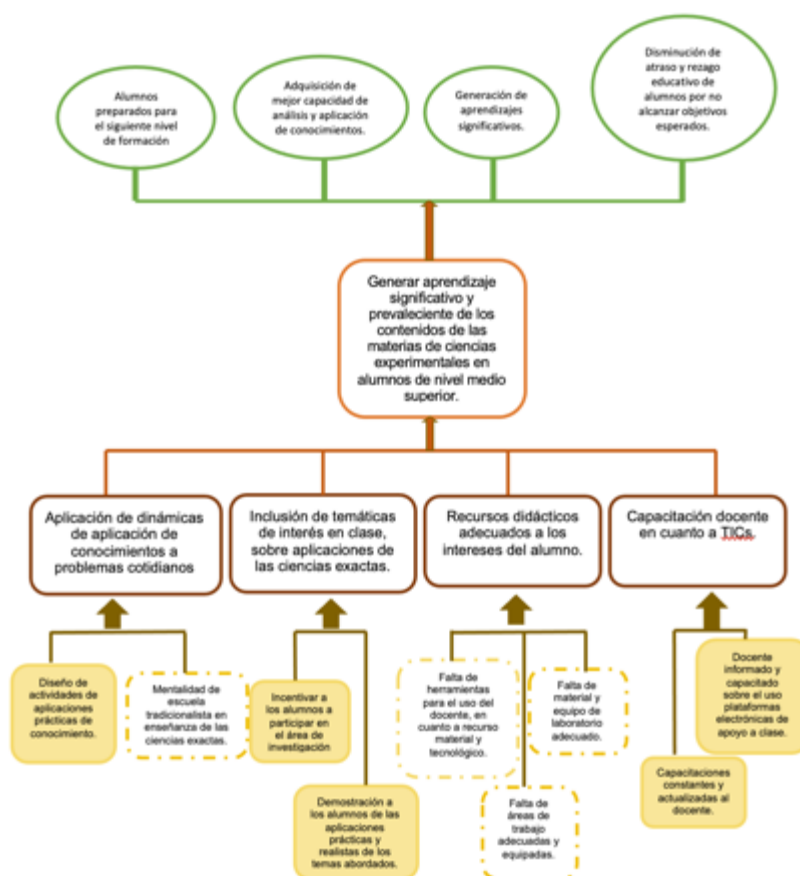 Alumnos
preparados para
el siguiente nivel
de formación
Adquisición de
mejor capacidad de
análisis y aplicación
de conocimientos.
Generación de
aprendizajes
significativos.
Disminución de
atraso y rezago
educativo de
alumnos por no
alcanzar objetivos
esperados.
Generar aprendizaje
significativo y
prevaleciente de los
contenidos de las
materias de ciencias
experimentales en
alumnos de nivel medio
superior.
Aplicación de dinámicas
de aplicación de
conocimientos a
problemas cotidianos
Inclusión de temáticas
de interés en clase,
sobre aplicaciones de
las ciencias exactas.
Recursos didácticos
adecuados a los
intereses del alumno.
Capacitación docente
en cuanto a TICs.
Diseño de
actividades de
aplicaciones
prácticas de
conocimiento.
Mentalidad de
escuela
tradicionalista en
enseñanza de las
ciencias exactas.
Incentivar a
los alumnos a
participar en
el área de
investigación
Demostración a
los alumnos de las
aplicaciones
prácticas y
realistas de los
temas abordados.
Falta de
herramientas
para el uso del
docente, en
cuanto a recurso
material y
tecnológico.
Falta de
áreas de
trabajo
adecuadas y
equipadas.
Falta de
material y
equipo de
laboratorio
adecuado.
Capacitaciones
constantes y
actualizadas al
docente.
Docente
informado y
capacitado
sobre el uso
plataformas
electrónicas de
apoyo a clase.